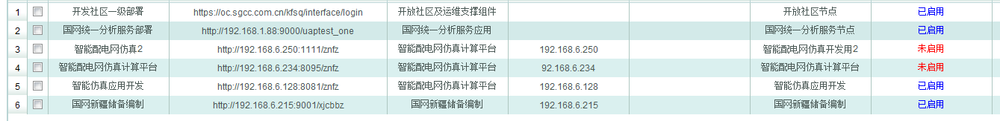 1 开发社区一级部署 https://oc.sgcc.com.cn/kfsq/interface/login 开放社区及运维支撑组件 开放社区节点 已启用
2 国网统一分析服务部署 http://192.168.1.88:9000/uaptest_one 国网统一分析服务应用 国网统一分析服务节点 已启用
3 智能配电网仿真2 http://192.168.6.250:1111/znfz 智能配电网仿真计算平台 192.168.6.250 智能配电网仿真开发用2 未启用
4 智能配电网仿真计算平台 http://192.168.6.234:8095/znfz 智能配电网仿真计算平台 92.168.6.234 智能配电网仿真计算平台 未启用
5 智能仿真应用开发 http://192.168.6.128:8081/znfz 智能配电网仿真计算平台 192.168.6.128 智能仿真应用开发 已启用
6 国网新疆储备编制 http://192.168.6.215:9001/xjcbbz 国网新疆储备编制 192.168.6.215 国网新疆储备编制 已启用